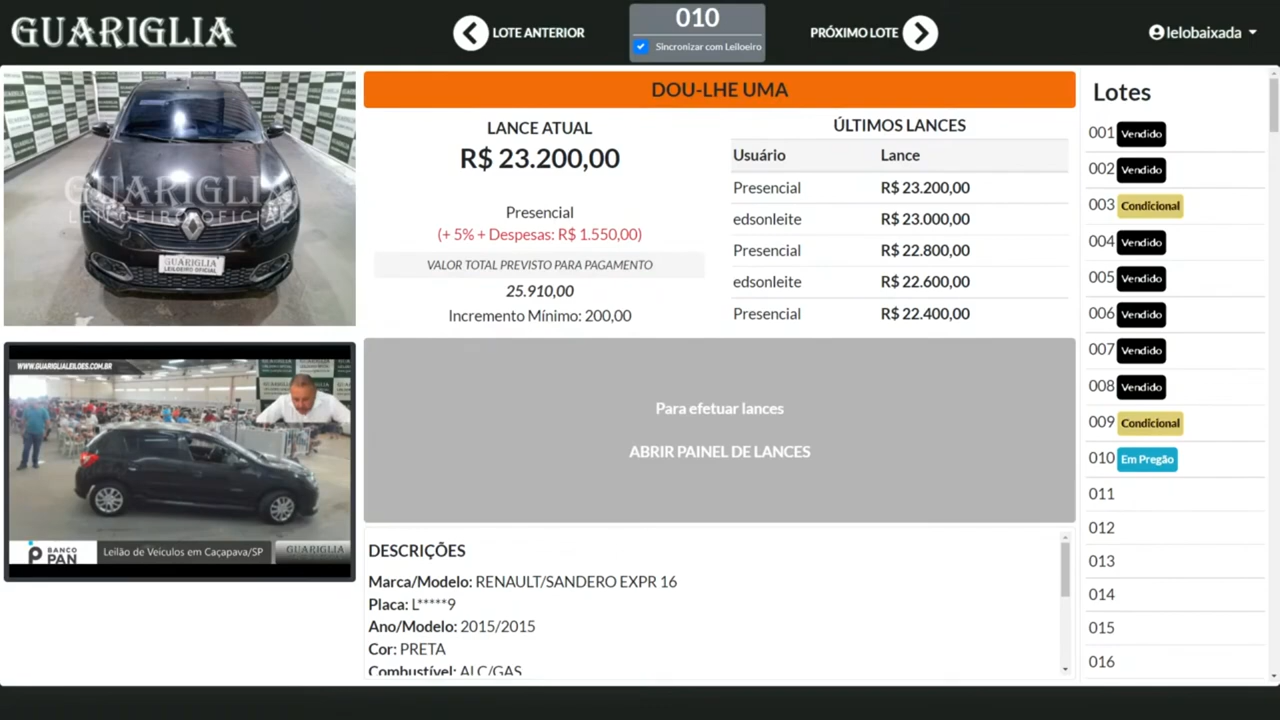 GUARIGLIA
LOTE ANTERIOR
010
Sincronizar com Leiloeiro
PRÓXIMO LOTE
lelobaixada
GUARIGLIA
LEILOEIRO OFICIAL
GUARIGLIA
LEILOEIRO OFICIAL
WWW.GUARIGLIALEILOES.COM.BR
BANCO
PAN
Leilão de Veiculos em Caçapava/SP
GUARIGLIA
DOU-LHE UMA
LANCE ATUAL
R$ 23.200,00
Presencial
(+ 5% + Despesas: R$ 1.550,00)
VALOR TOTAL PREVISTO PARA PAGAMENTO
25.910,00
Incremento Mínimo: 200,00
ÚLTIMOS LANCES
Usuário Lance
Presencial R$ 23.200,00
edsonleite R$ 23.000,00
Presencial R$ 22.800,00
edsonleite R$ 22.600,00
Presencial R$ 22.400,00
Para efetuar lances
ABRIR PAINEL DE LANCES
DESCRIÇÕES
Marca/Modelo: RENAULT/SANDERO EXPR 16
Placa: L*****9
Ano/Modelo: 2015/2015
Cor: PRETA
Combustível: ALC/GAS
Lotes
001 Vendido
002 Vendido
003 Condicional
004 Vendido
005 Vendido
006 Vendido
007 Vendido
008 Vendido
009 Condicional
010 Em Pregão
011
012
013
014
015
016